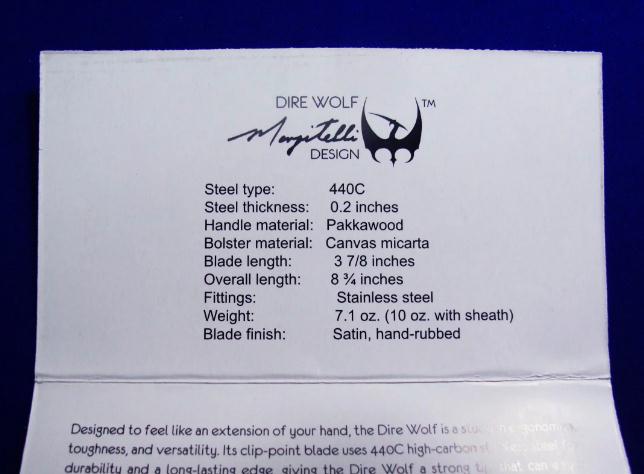 DIRE WOLF
Margitelli
DESIGN
TM
Steel type: 440C
Steel thickness: 0.2 inches
Handle material: Pakkawood
Bolster material: Canvas micarta
Blade length: 3 7/8 inches
Overall length: 8 ¾ inches
Fittings: Stainless steel
Weight: 7.1 oz. (10 oz. with sheath)
Blade finish: Satin, hand-rubbed
Designed to feel like an extension of your hand, the Dire Wolf is a
toughness, and versatility. Its clip-point blade uses 440C high-carbon
durability and a long-lasting edge, giving the Dire Wolf a strong that can